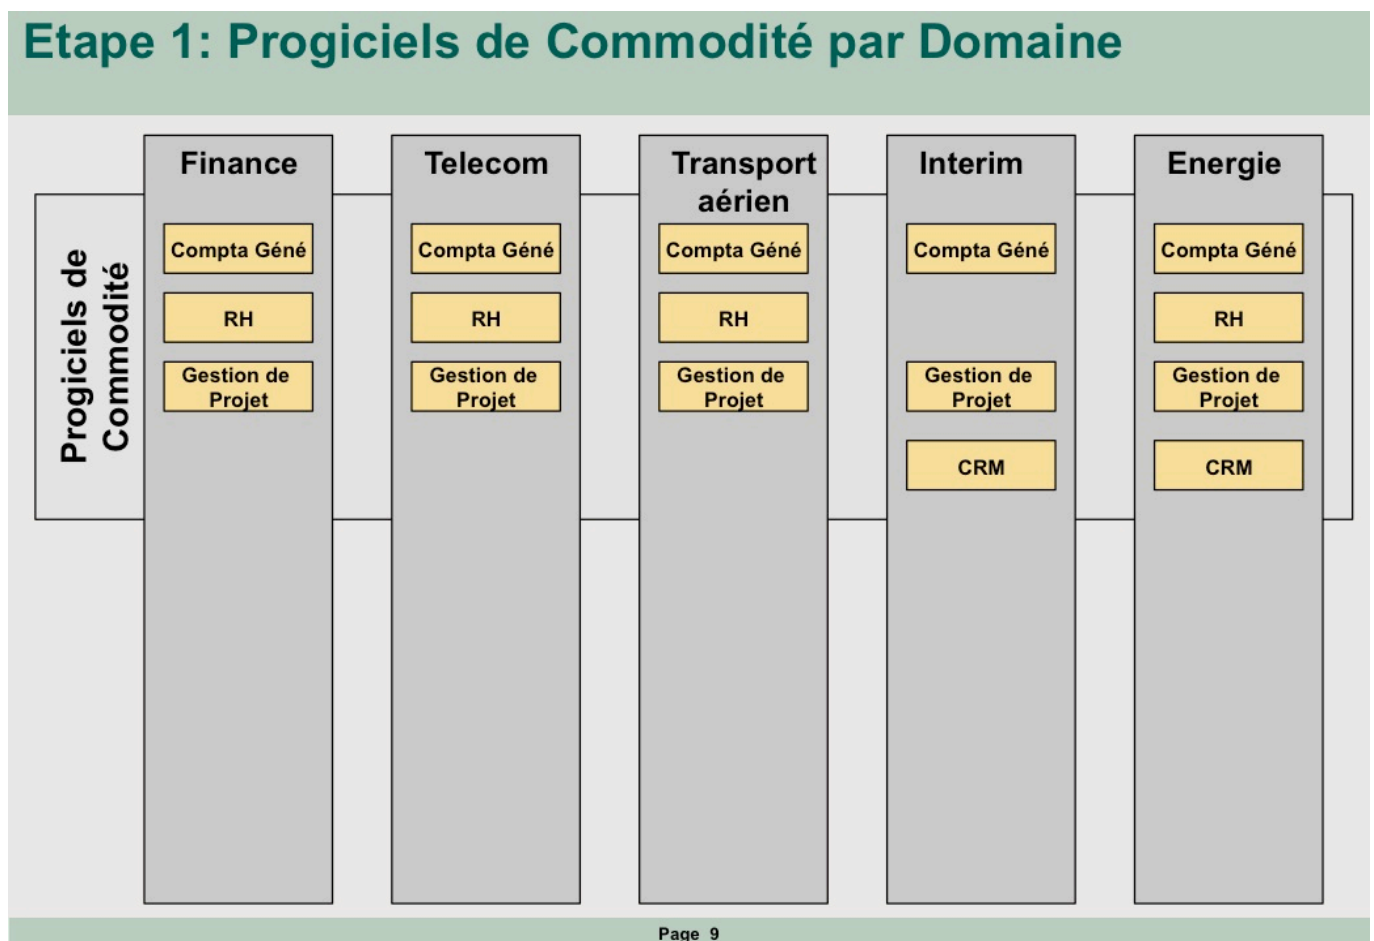 Etape 1: Progiciels de Commodité par Domaine
Progiciels de
Commodité
Finance
Compta Géné
RH
Gestion de
Projet
Telecom
Compta Géné
RH
Gestion de
Projet
Transport
aérien
Compta Géné
RH
Gestion de
Projet
Interim
Compta Géné
Gestion de
Projet
CRM
Energie
Compta Géné
RH
Gestion de
Projet
CRM
Page 9